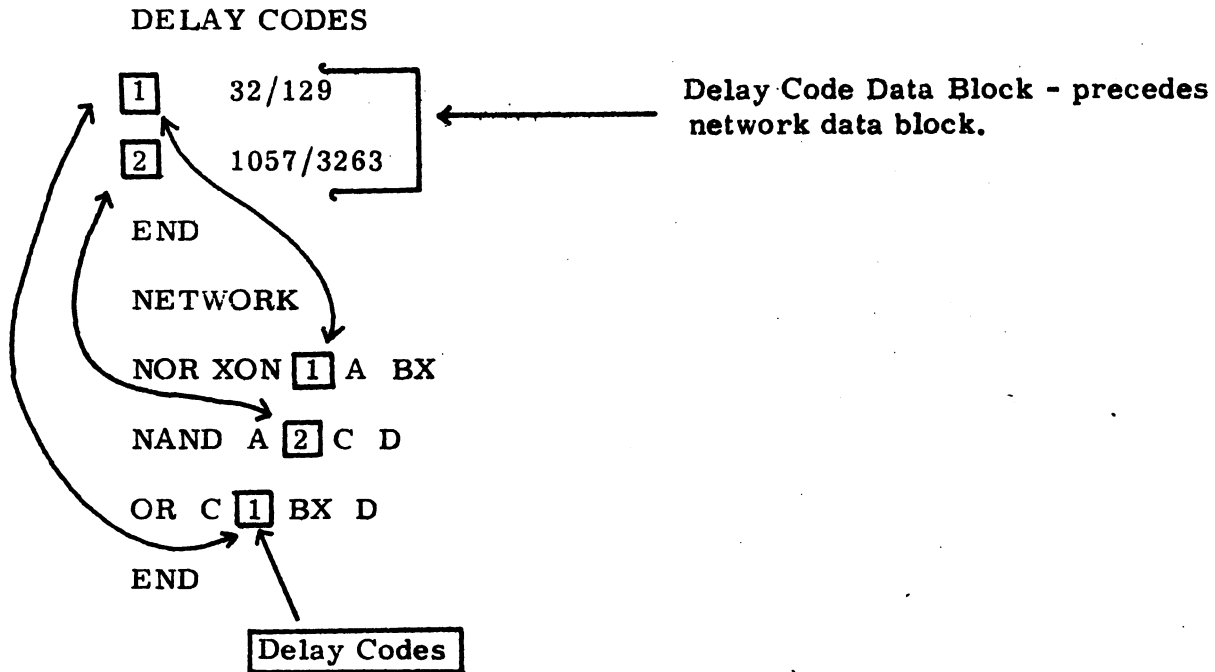 DELAY CODES
1 32/129
2 1057/3263
Delay Code Data Block - precedes
network data block.
END
NETWORK
NOR XON 1 A BX
NAND A 2 C D
OR C 1 BX D
END
Delay Codes